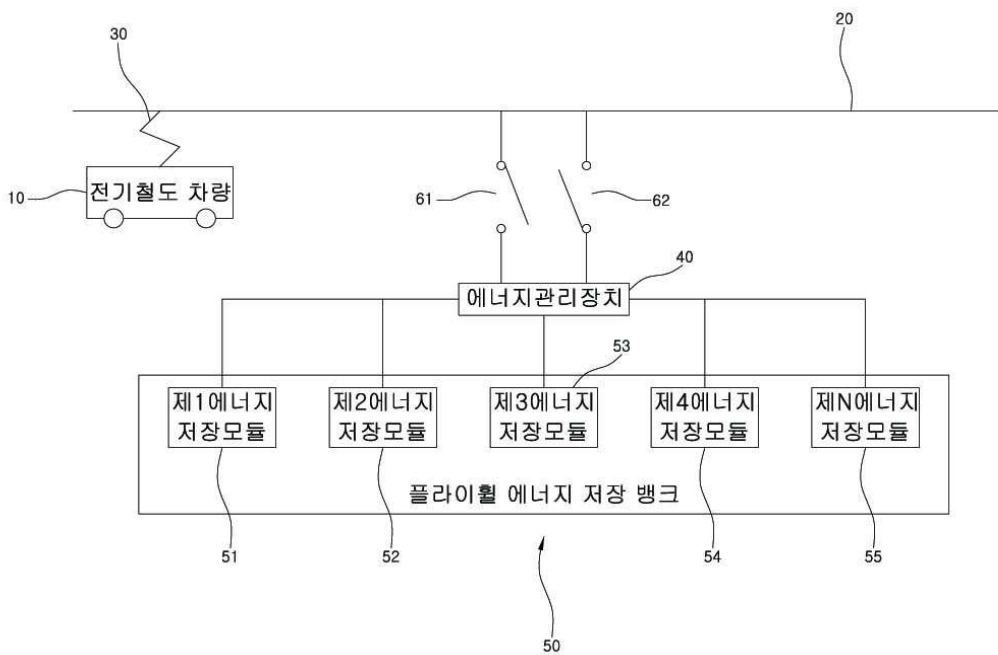 30
20
10
전기철도 차량
61
62
40
에너지관리장치
53
제1에너지
저장모듈
제2에너지
저장모듈
제3에너지
저장모듈
제4에너지
저장모듈
제N에너지
저장모듈
플라이휠 에너지 저장 뱅크
51
52
54
55
50